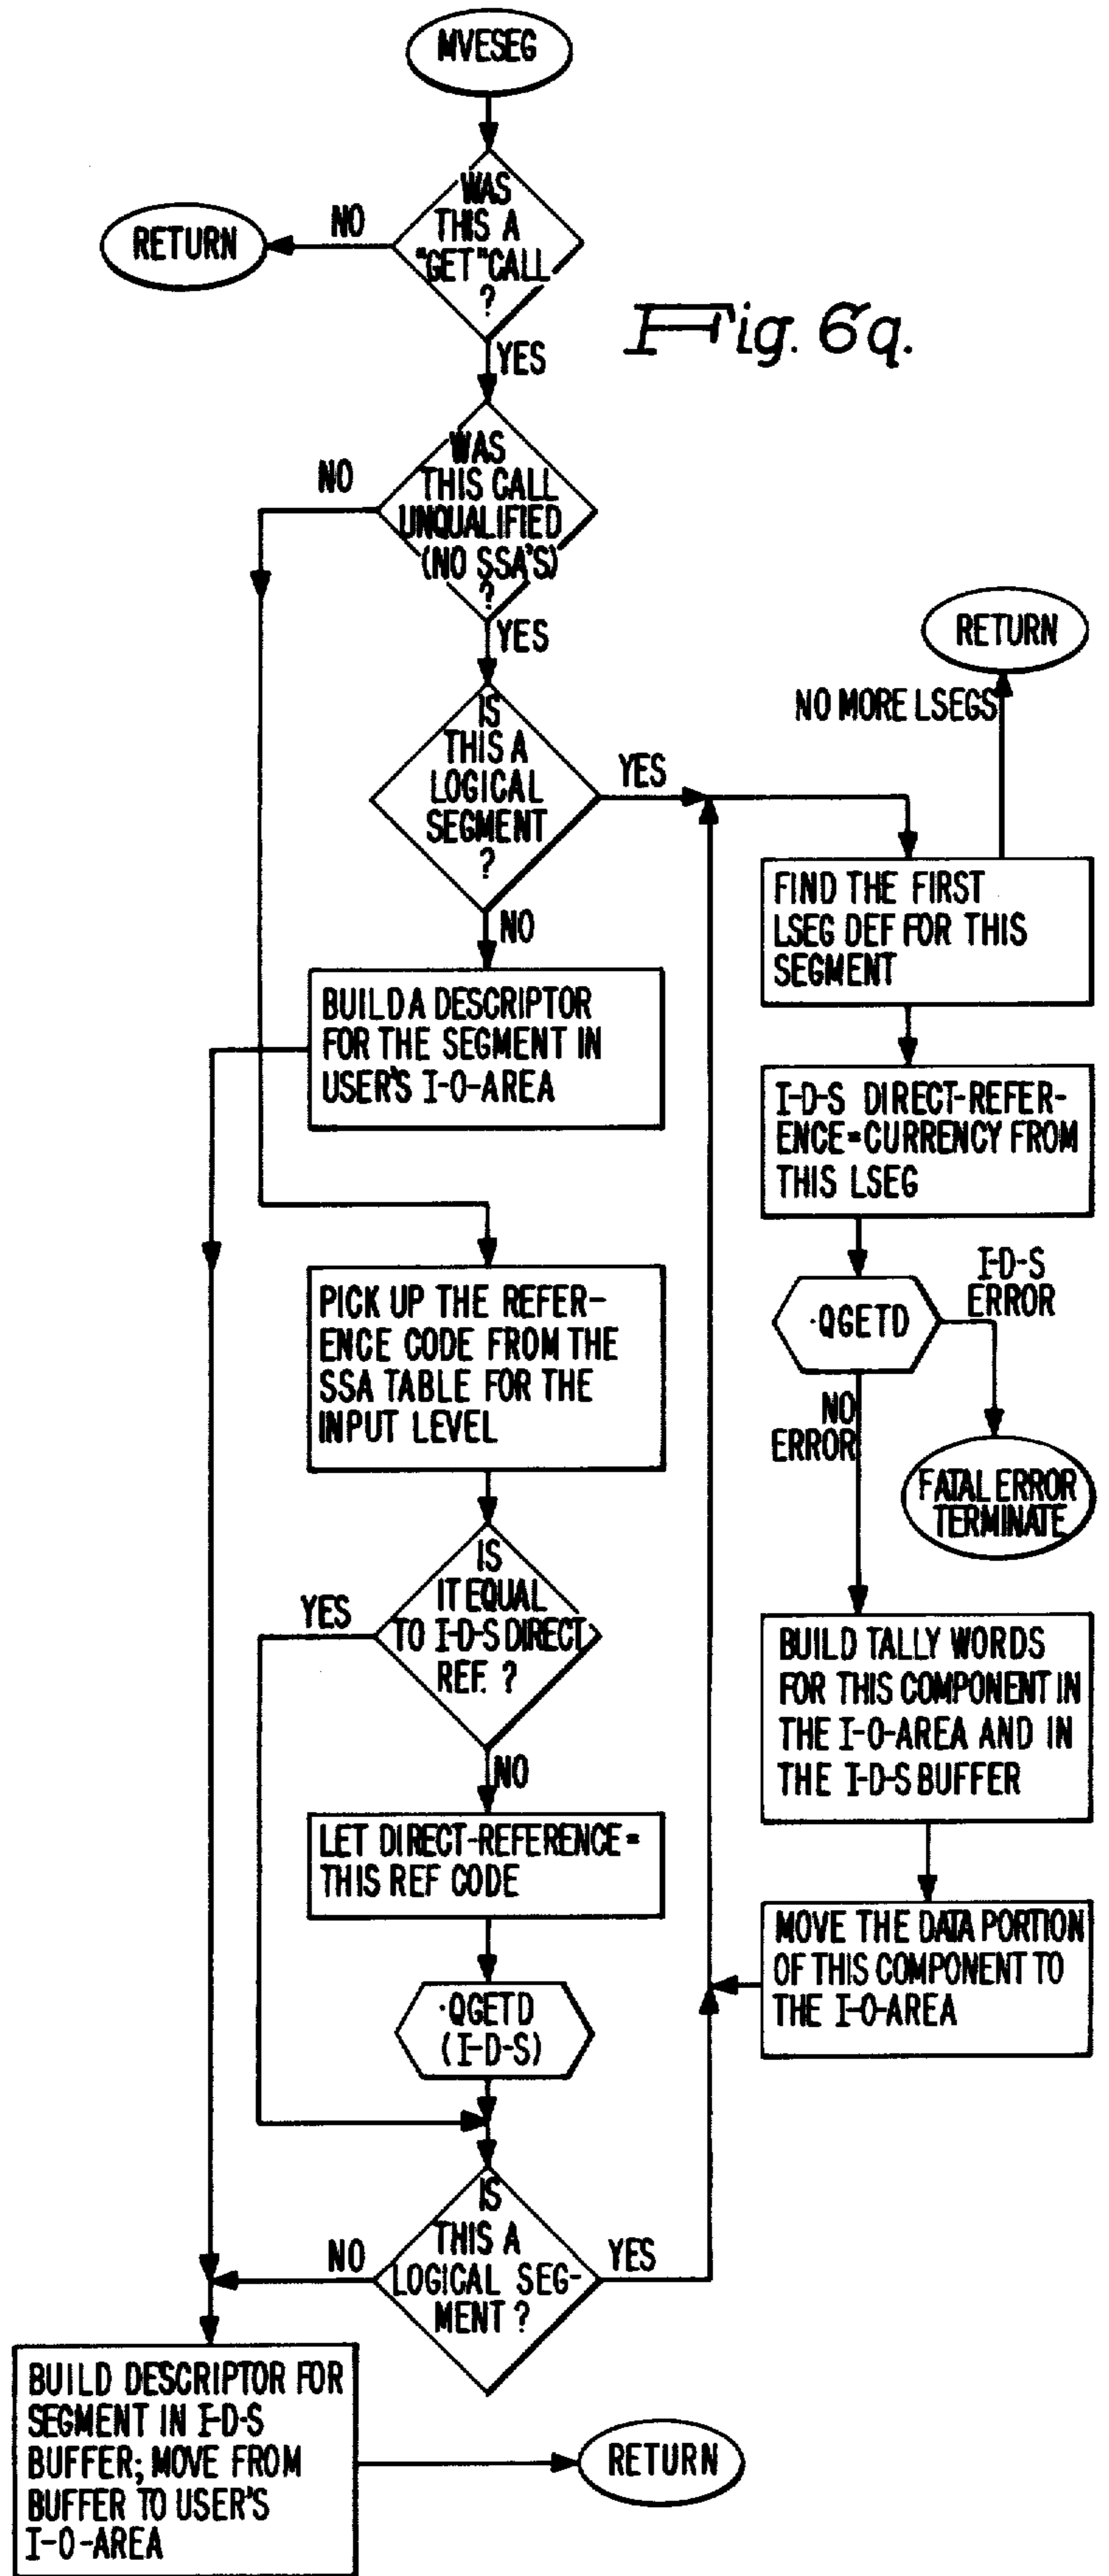 MVESEG
WAS
THIS A
"GET" CALL
?
NO
RETURN
YES
Fig. 6q.
WAS
THIS CALL
UNQUALIFIED
(NO SSA'S)
?
NO
YES
IS
THIS A
LOGICAL
SEGMENT
?
YES
NO
BUILD A DESCRIPTOR
FOR THE SEGMENT IN
USER'S I-O-AREA
PICK UP THE REFER-
ENCE CODE FROM THE
SSA TABLE FOR THE
INPUT LEVEL
IS
IT EQUAL
TO I-D-S DIRECT
REF. ?
YES
NO
LET DIRECT-REFERENCE=
THIS REF CODE
·QGETD
(I-D-S)
IS
THIS A
LOGICAL SEG-
MENT ?
NO
YES
BUILD DESCRIPTOR FOR
SEGMENT IN I-D-S
BUFFER; MOVE FROM
BUFFER TO USER'S
I-O-AREA
RETURN
RETURN
NO MORE LSEGS
FIND THE FIRST
LSEG DEF FOR THIS
SEGMENT
I-D-S DIRECT-REFER-
ENCE=CURRENCY FROM
THIS LSEG
·QGETD
I-D-S
ERROR
NO
ERROR
FATAL ERROR
TERMINATE
BUILD TALLY WORDS
FOR THIS COMPONENT IN
THE I-O-AREA AND IN
THE I-D-S BUFFER
MOVE THE DATA PORTION
OF THIS COMPONENT TO
THE I-O-AREA